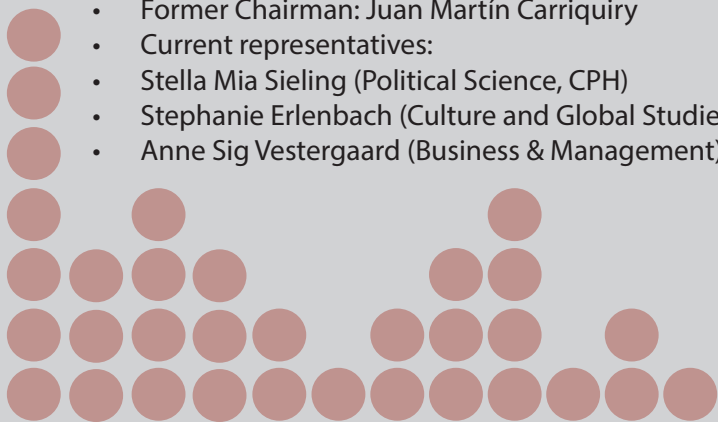 • Former Chairman: Juan Martín Carriquiry
• Current representatives:
• Stella Mia Sieling (Political Science, CPH)
• Stephanie Erlenbach (Culture and Global Studie
• Anne Sig Vestergaard (Business & Management)